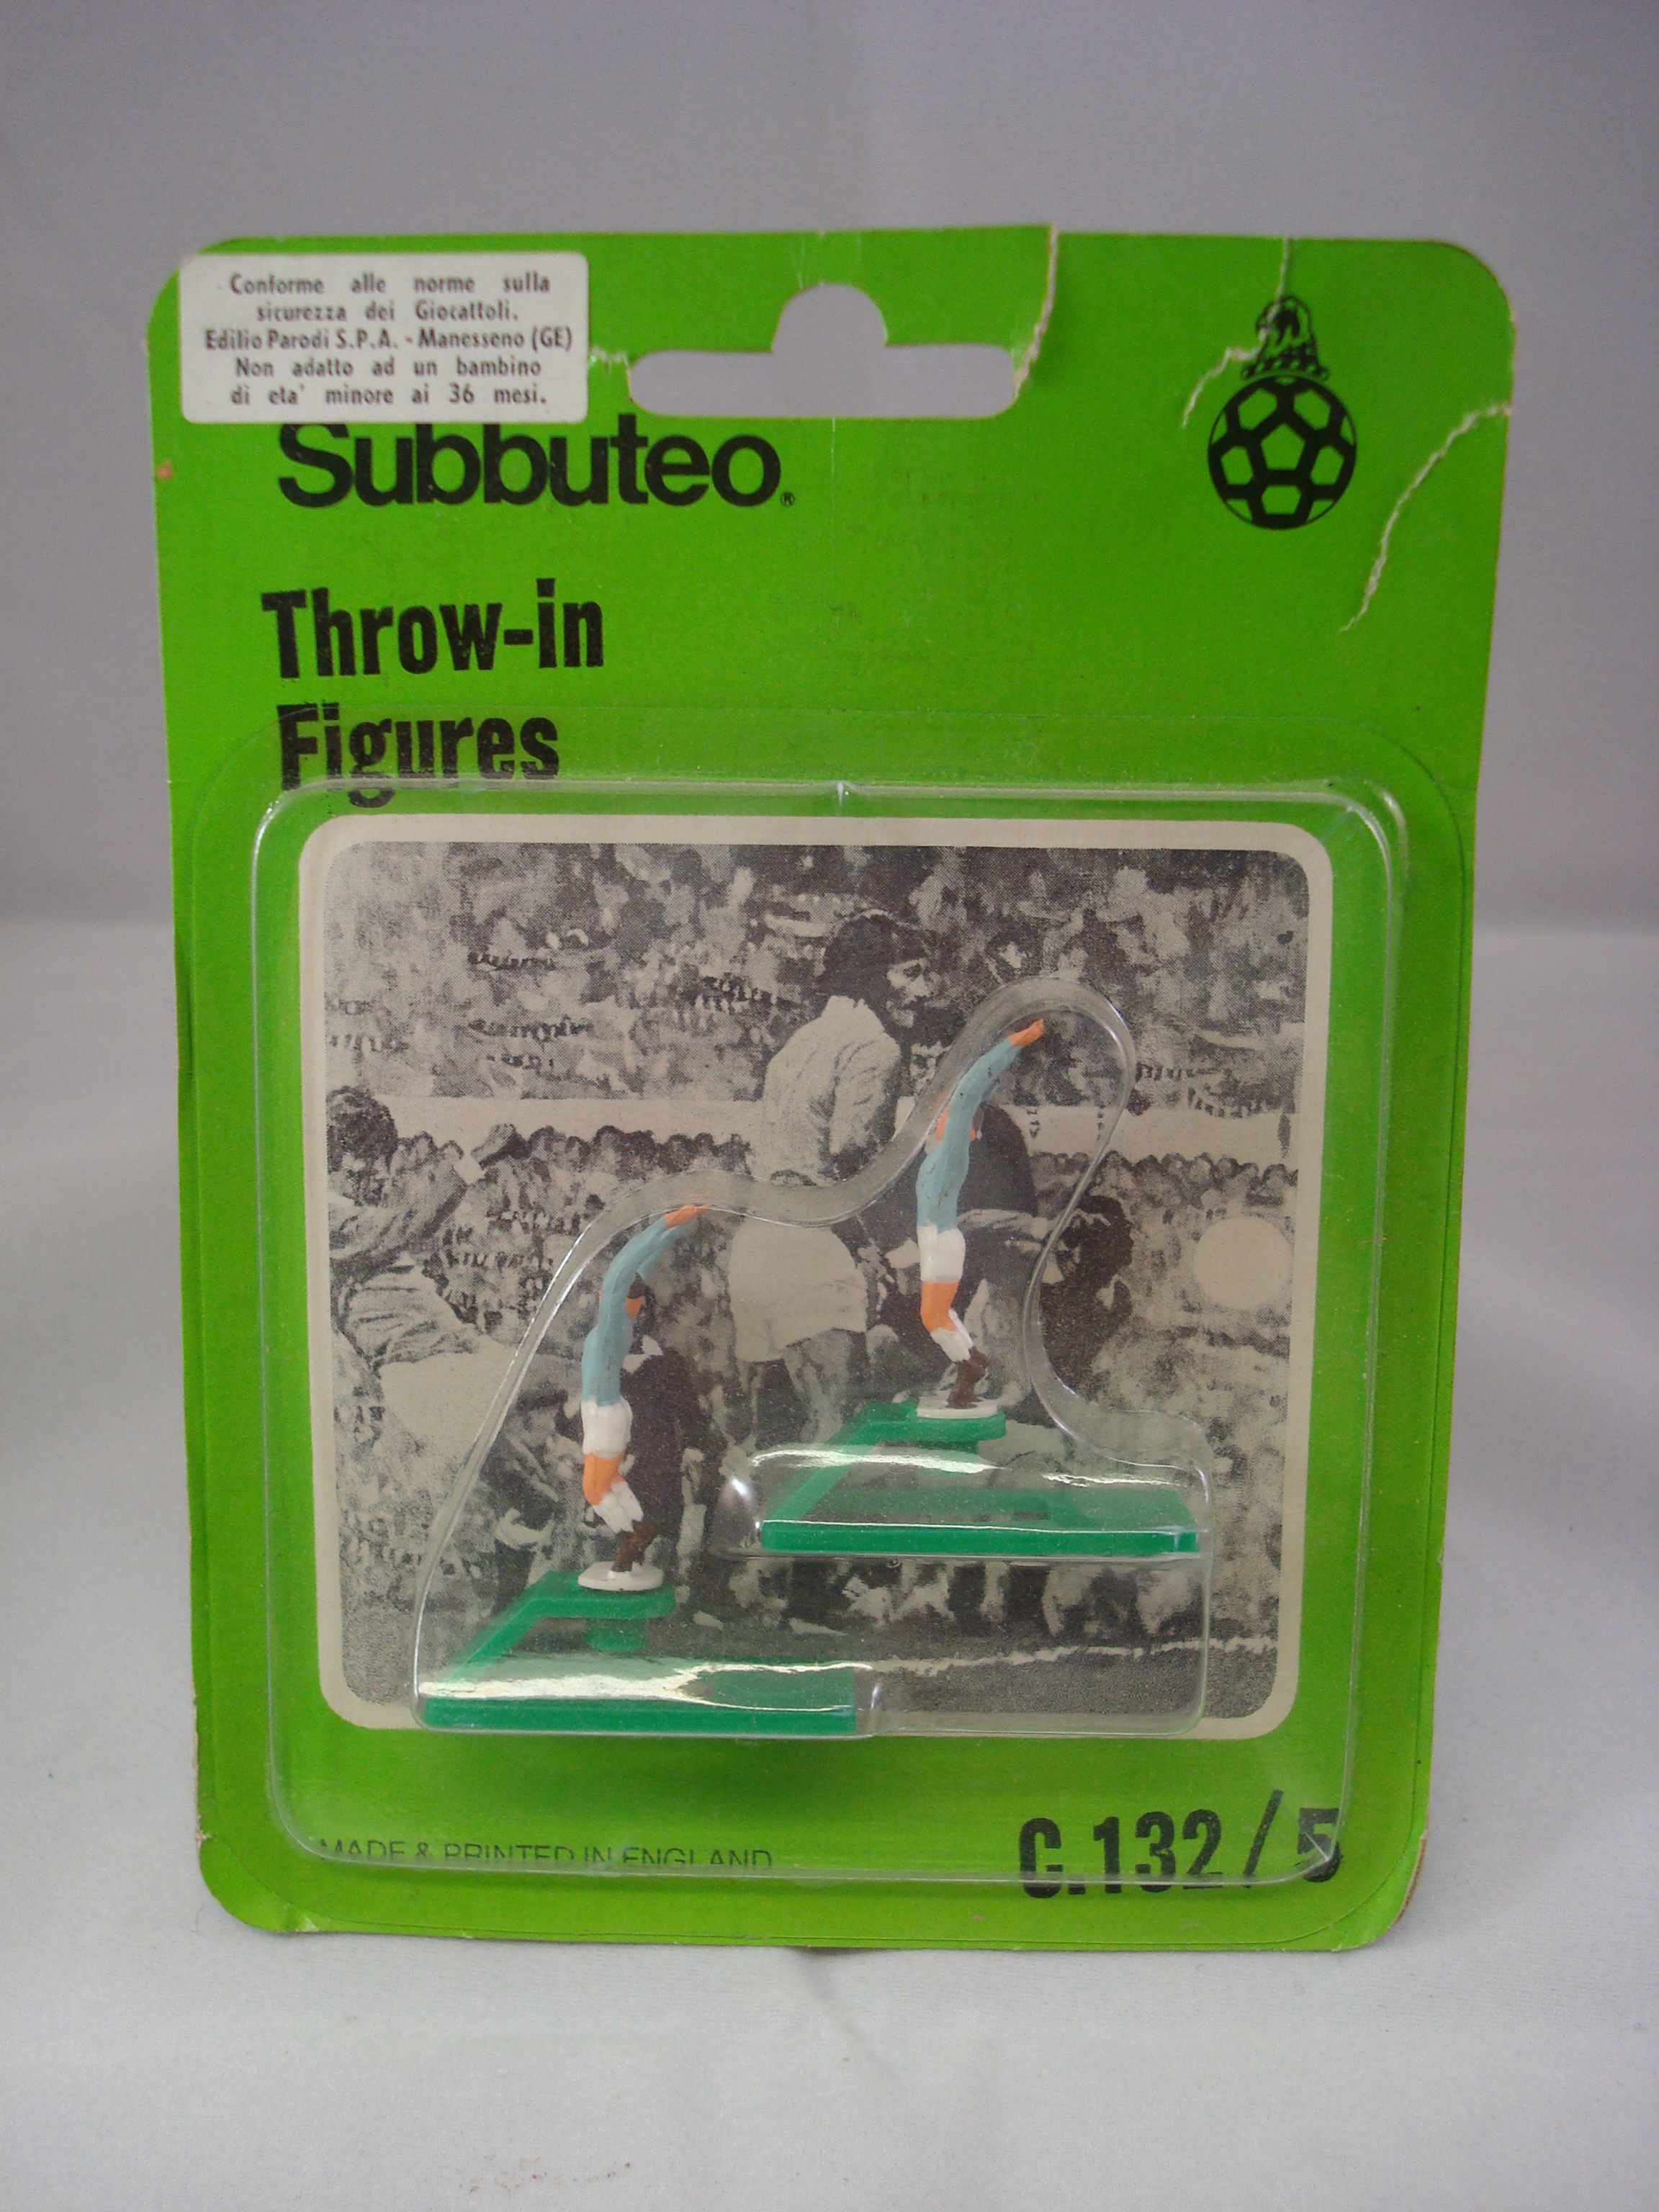 Conforme alle norme sulla
sicurezza dei Giocattoli.
Edilio Parodi S.P.A. - Manesseno (GE)
Non adatto ad un bambino
di eta' minore ai 36 mesi.
Subbuteo®
Throw-in
Figures
MADE & PRINTED IN ENGLAND
C.132/5